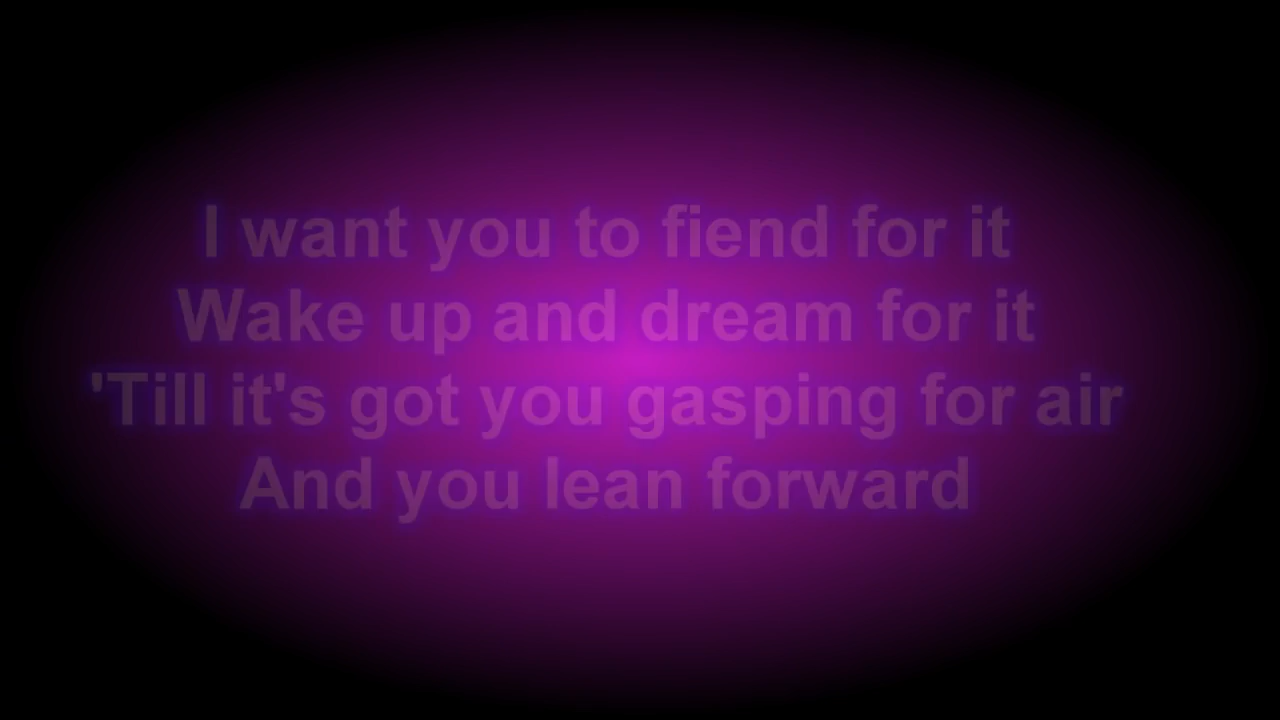 I want you to fiend for it
Wake up and dream for it
'Till it's got you gasping for air
And you lean forward